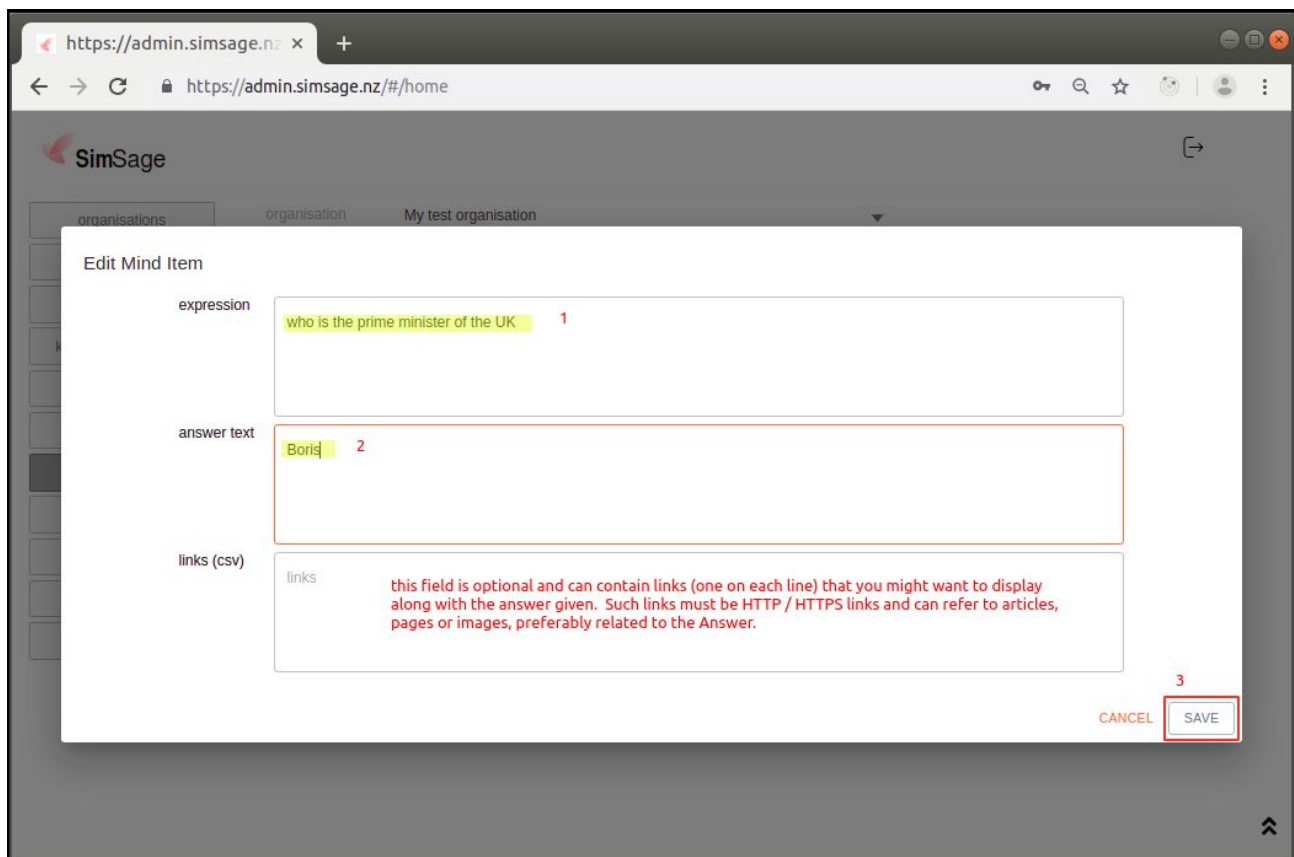 https://admin.simsage.nz
https://admin.simsage.nz/#/home
SimSage
organisations
organisation
My test organisation
k
Edit Mind Item
expression
who is the prime minister of the UK
1
answer text
Boris
2
links (csv)
links
this field is optional and can contain links (one on each line) that you might want to display
along with the answer given. Such links must be HTTP / HTTPS links and can refer to articles,
pages or images, preferably related to the Answer.
3
CANCEL
SAVE